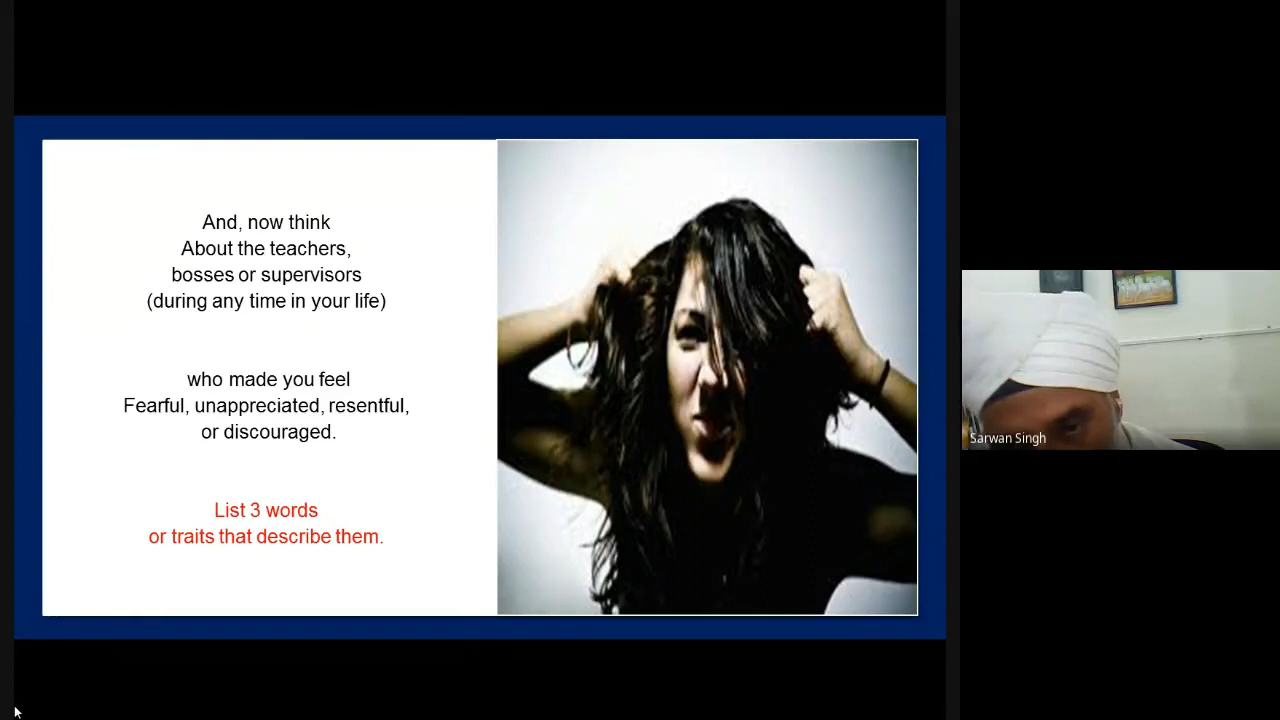 And, now think
About the teachers,
bosses or supervisors
(during any time in your life)
who made you feel
Fearful, unappreciated, resentful,
or discouraged.
List 3 words
or traits that describe them.
Sarwan Singh